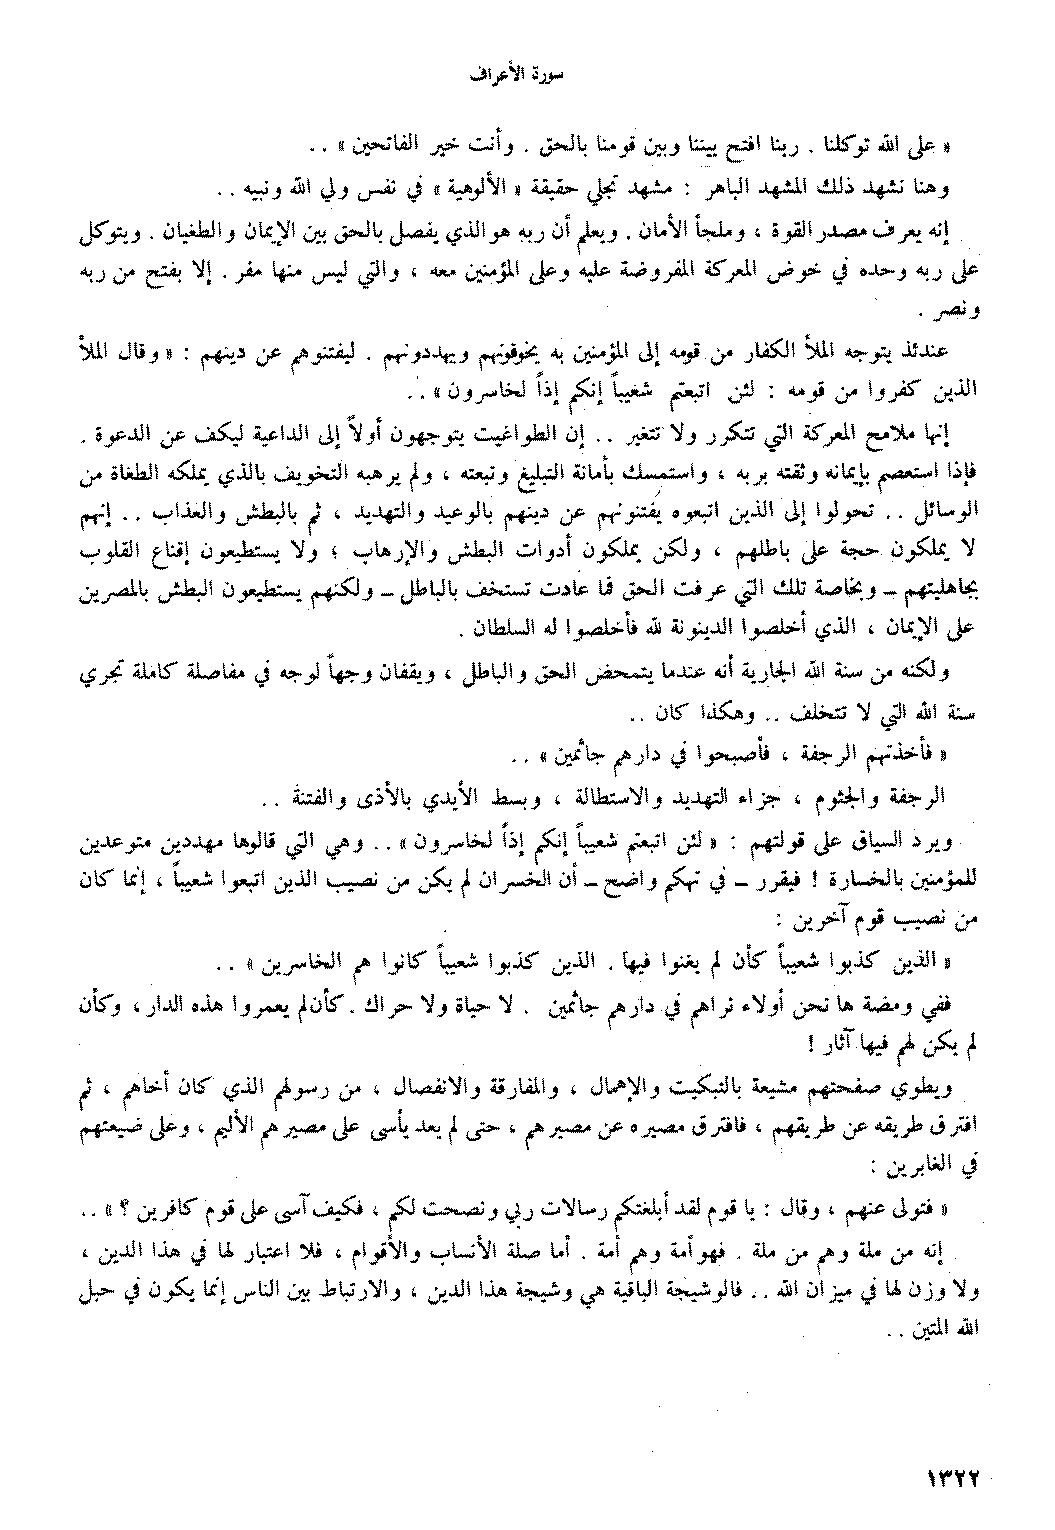 سورة الأعراف
« على الله توكلنا . ربنا افتح بيننا وبين قومنا بالحق . وأنت خير الفاتحين » . .
وهنا نشهد ذلك المشهد الباهر : مشهد تجلي حقيقة « الألوهية » في نفس ولي الله ونبيه . .
إنه يعرف مصدر القوة ، وملجأ الأمان . ويعلم أن ربه هو الذي يفصل بالحق بين الإيمان والطغيان . ويتوكل
على ربه وحده في خوض المعركة المفروضة عليه وعلى المؤمنين معه ، والتي ليس منها مفر . إلا بفتح من ربه
ونصر .
عندئذ يتوجه الملأ الكفار من قومه إلى المؤمنين به يخوفونهم ويهددونهم . ليفتنوهم عن دينهم : « وقال الملأ
الذين كفروا من قومه : لئن اتبعتم شعيباً إنكم إذاً لخاسرون » . .
إنها ملامح المعركة التي تتكرر ولا تتغير . . إن الطواغيت يتوجهون أولاً إلى الداعية ليكف عن الدعوة .
فإذا استعصم بإيمانه وثقته بربه ، واستمسك بأمانة التبليغ وتبعته ، ولم يرهبه التخويف بالذي يملكه الطغاة من
الوسائل . . تحولوا إلى الذين اتبعوه يفتنونهم عن دينهم بالوعيد والتهديد ، ثم بالبطش والعذاب . . إنهم
لا يملكون حجة على باطلهم ، ولكن يملكون أدوات البطش والإرهاب ؛ ولا يستطيعون إقناع القلوب
بجاهليتهم – وبخاصة تلك التي عرفت الحق فما عادت تستخف بالباطل – ولكنهم يستطيعون البطش بالمصرين
على الإيمان ، الذي أخلصوا الدينونة لله فأخلصوا له السلطان .
ولكنه من سنة الله الجارية أنه عندما يتمحض الحق والباطل ، ويقفان وجهاً لوجه في مفاصلة كاملة تجري
سنة الله التي لا تتخلف . . وهكذا كان . .
« فأخذتهم الرجفة ، فأصبحوا في دارهم جاثمين » . .
الرجفة والجثوم ، جزاء التهديد والاستطالة ، وبسط الأيدي بالأذى والفتنة . .
ويرد السياق على قولتهم : « لئن اتبعتم شعيباً إنكم إذاً لخاسرون » . . وهي التي قالوها مهددين متوعدين
للمؤمنين بالخسارة ! فيقرر – في تهكم واضح – أن الخسران لم يكن من نصيب الذين اتبعوا شعيباً ، إنما كان
من نصيب قوم آخرين :
« الذين كذبوا شعيباً كأن لم يغنوا فيها . الذين كذبوا شعيباً كانوا هم الخاسرين » . .
ففي ومضة ها نحن أولاء نراهم في دارهم جاثمين . لا حياة ولا حراك . كأن لم يعمروا هذه الدار ، وكأن
لم يكن لهم فيها آثار !
ويطوي صفحتهم مشيعة بالتبكيت والإهمال ، والمفارقة والانفصال ، من رسولهم الذي كان أخاهم ، ثم
افترق طريقه عن طريقهم ، فافترق مصيره عن مصيرهم ، حتى لم يعد يأسى على مصيرهم الأليم ، وعلى ضيعتهم
في الغابرين :
« فتولى عنهم ، وقال : يا قوم لقد أبلغتكم رسالات ربي ونصحت لكم ، فكيف آسى على قوم كافرين ؟ » . .
إنه من ملة وهم من ملة . فهو أمة وهم أمة . أما صلة الأنساب والأقوام ، فلا اعتبار لها في هذا الدين ،
ولا وزن لها في ميزان الله . . فالوشيجة الباقية هي وشيجة هذا الدين ، والارتباط بين الناس إنما يكون في حبل
الله المتين . .
١٣٢٢